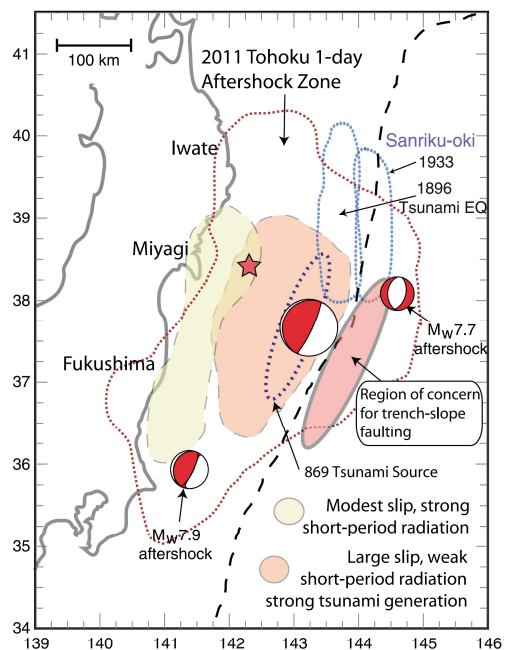 41
40
39
38
37
36
35
34
139
140
141
142
143
144
145
146
100 km
2011 Tohoku 1-day
Aftershock Zone
Iwate
Sanriku-oki
1933
1896
Tsunami EQ
Miyagi
Mw7.7
aftershock
Fukushima
Region of concern
for trench-slope
faulting
869 Tsunami Source
Mw7.9
aftershock
Modest slip, strong
short-period radiation
Large slip, weak
short-period radiation
strong tsunami generation